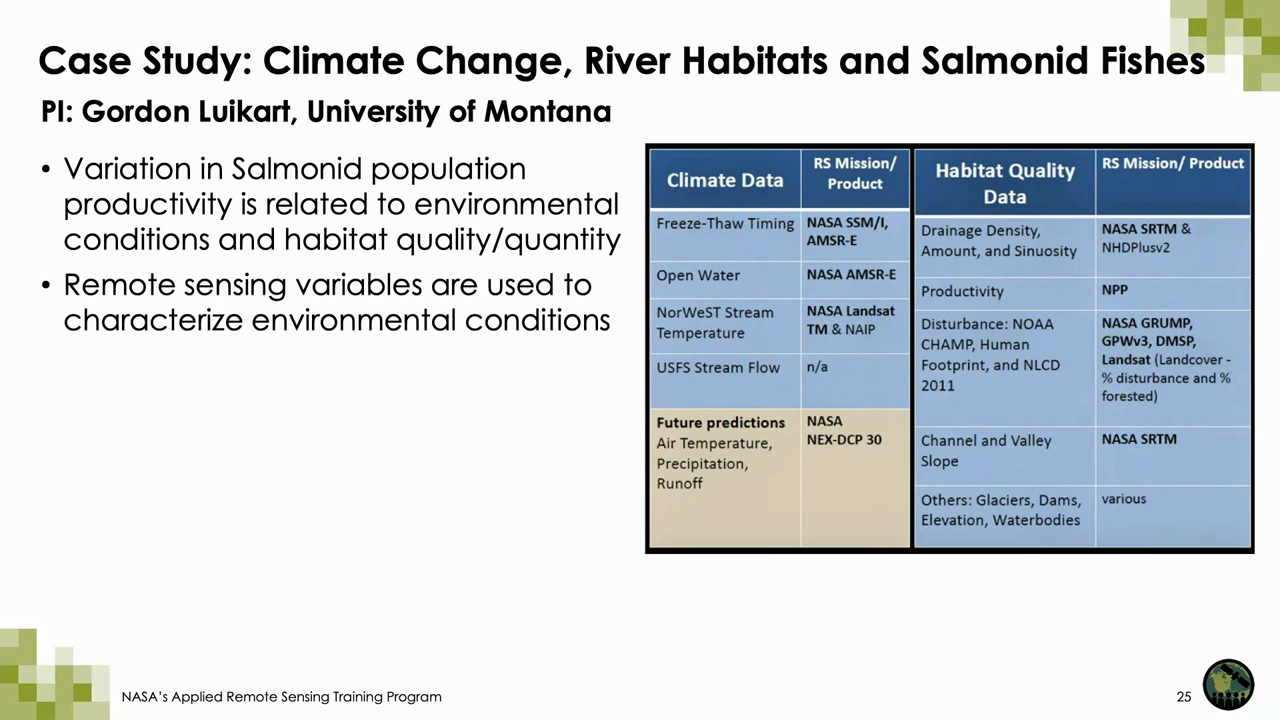 Case Study: Climate Change, River Habitats and Salmonid Fishes
PI: Gordon Luikart, University of Montana
• Variation in Salmonid population
productivity is related to environmental
conditions and habitat quality/quantity
• Remote sensing variables are used to
characterize environmental conditions
Climate Data
RS Mission/
Product
Freeze-Thaw Timing
NASA SSM/I,
AMSR-E
Open Water
NASA AMSR-E
NorWeST Stream
Temperature
NASA Landsat
TM & NAIP
USFS Stream Flow
n/a
Future predictions
Air Temperature,
Precipitation,
Runoff
NASA
NEX-DCP 30
Habitat Quality
Data
RS Mission/ Product
Drainage Density,
Amount, and Sinuosity
NASA SRTM &
NHDPlusv2
Productivity
NPP
Disturbance: NOAA
CHAMP, Human
Footprint, and NLCD
2011
NASA GRUMP,
GPWv3, DMSP,
Landsat (Landcover -
% disturbance and %
forested)
Channel and Valley
Slope
NASA SRTM
Others: Glaciers, Dams,
Elevation, Waterbodies
various
NASA's Applied Remote Sensing Training Program
25